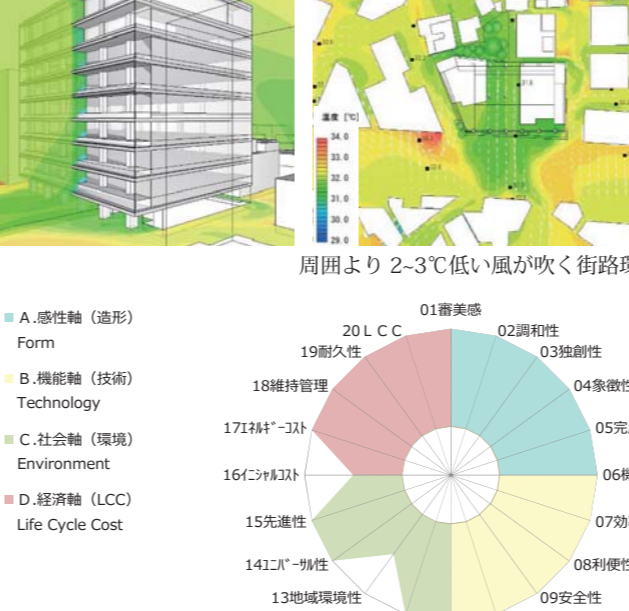 温度 [℃]
34.0
33.0
32.0
31.0
30.0
29.0
周囲より 2~3℃低い風が吹く街路環
A.感性軸（造形）
Form
B.機能軸（技術）
Technology
C.社会軸（環境）
Environment
D.経済軸（LCC）
Life Cycle Cost
01審美感
02調和性
03独創性
04象徴性
05完
06機
07効
08利便性
09安全性
13地域環境性
14ﾕﾆﾊﾞｰｻﾙ性
15先進性
16ｲﾆｼｬﾙｺｽﾄ
17ｴﾈﾙｷﾞｰｺｽﾄ
18維持管理
19耐久性
20ＬＣＣ